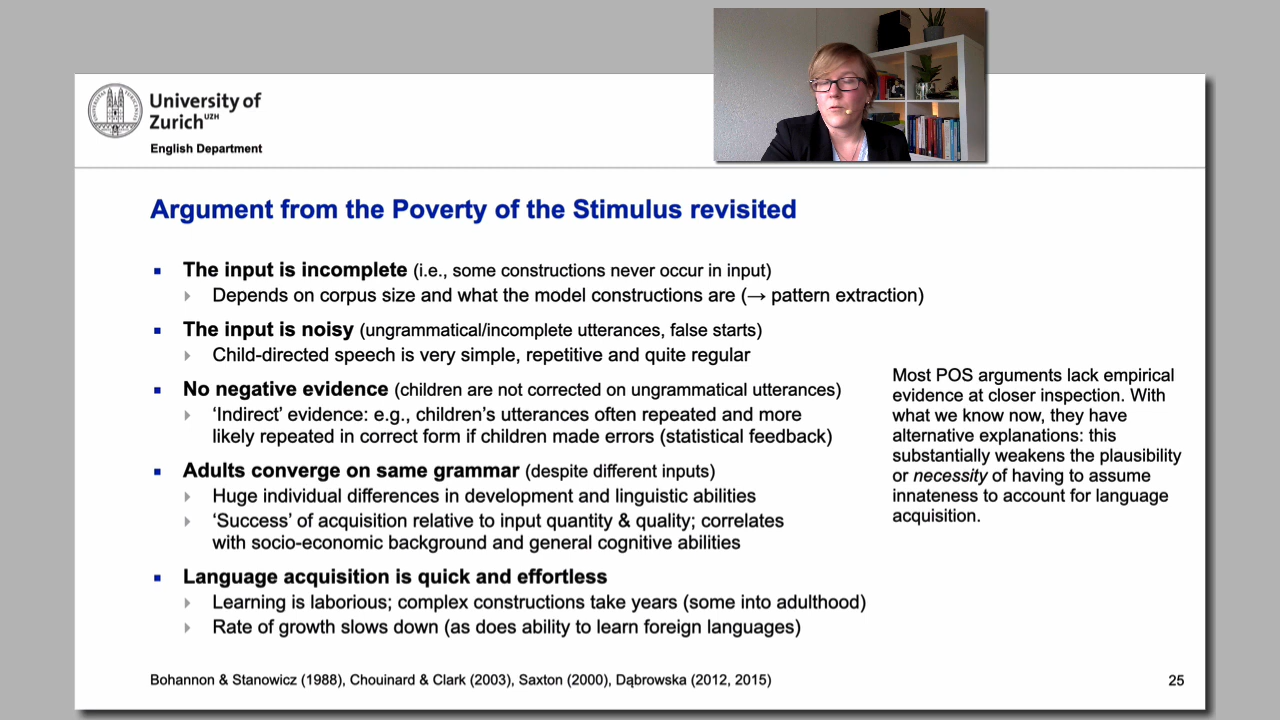 University of
Zurich UZH
English Department
Argument from the Poverty of the Stimulus revisited
The input is incomplete (i.e., some constructions never occur in input)
Depends on corpus size and what the model constructions are (→ pattern extraction)
The input is noisy (ungrammatical/incomplete utterances, false starts)
Child-directed speech is very simple, repetitive and quite regular
No negative evidence (children are not corrected on ungrammatical utterances)
‘Indirect’ evidence: e.g., children’s utterances often repeated and more
likely repeated in correct form if children made errors (statistical feedback)
Adults converge on same grammar (despite different inputs)
Huge individual differences in development and linguistic abilities
‘Success’ of acquisition relative to input quantity & quality; correlates
with socio-economic background and general cognitive abilities
Language acquisition is quick and effortless
Learning is laborious; complex constructions take years (some into adulthood)
Rate of growth slows down (as does ability to learn foreign languages)
Most POS arguments lack empirical
evidence at closer inspection. With
what we know now, they have
alternative explanations: this
substantially weakens the plausibility
or necessity of having to assume
innateness to account for language
acquisition.
Bohannon & Stanowicz (1988), Chouinard & Clark (2003), Saxton (2000), Dąbrowska (2012, 2015)
25